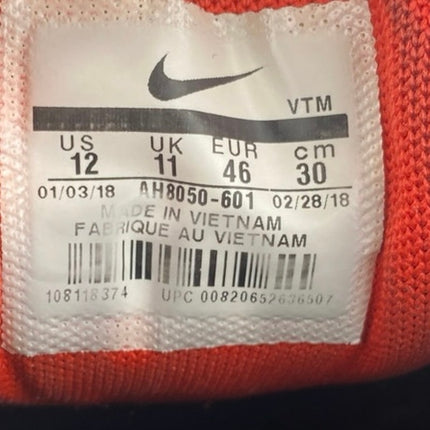 VTM
US UK EUR cm
12 11 46 30
01/03/18 AH8050-601 02/28/18
MADE IN VIETNAM
FABRIQUE AU VIETNAM
108118374 UPC 00820652636507